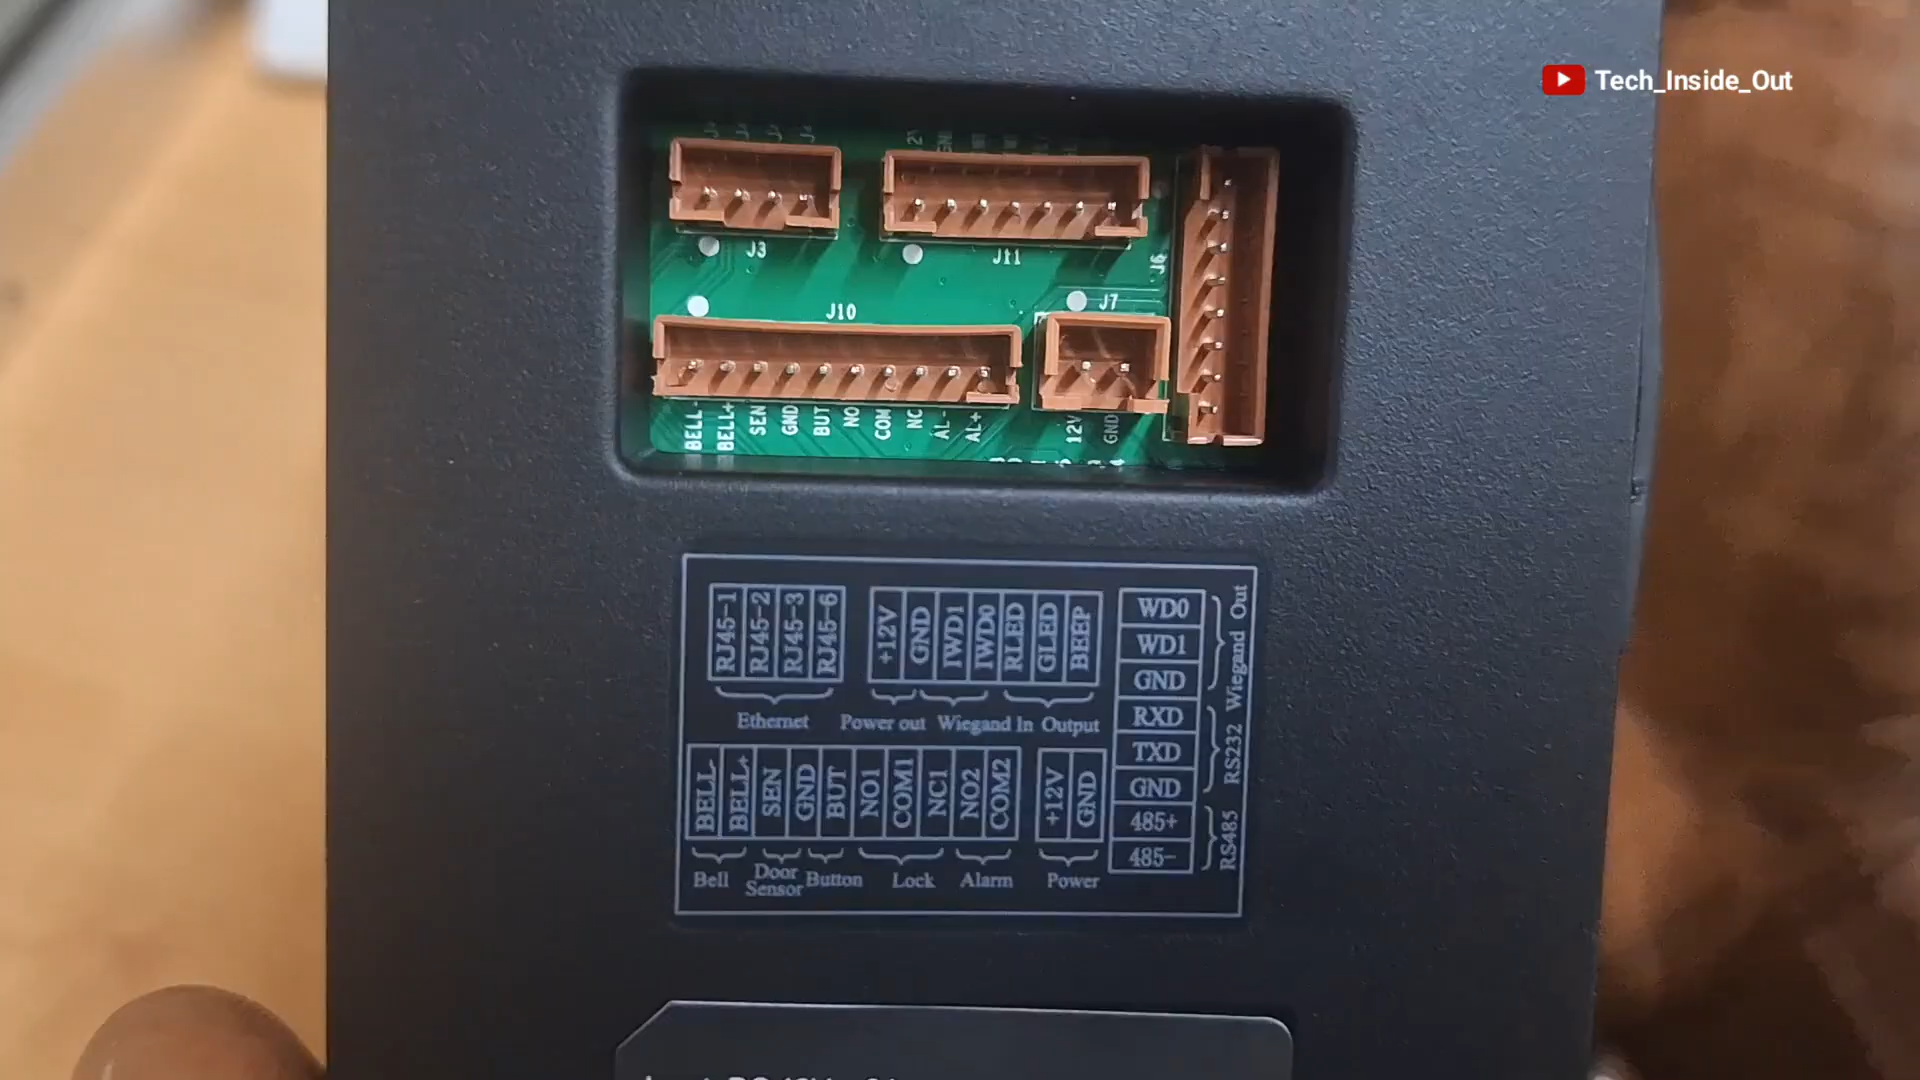 Tech_Inside_Out
J3
J11
J6
J10
J7
BELL-
BELL+
SEN
GND
BUT
NO
COM
NC
AL-
AL+
12V
GND
RJ45-1
RJ45-2
RJ45-3
RJ45-6
Ethernet
+12V
GND
IWD1
IWD0
RLED
GLED
BEEP
Power out
Wiegand In
Output
WD0
WD1
GND
Wiegand Out
RXD
TXD
GND
RS232
485+
485-
RS485
BELL-
BELL+
SEN
GND
BUT
NO1
COM1
NC1
NO2
COM2
Bell
Door
Sensor
Button
Lock
Alarm
+12V
GND
Power